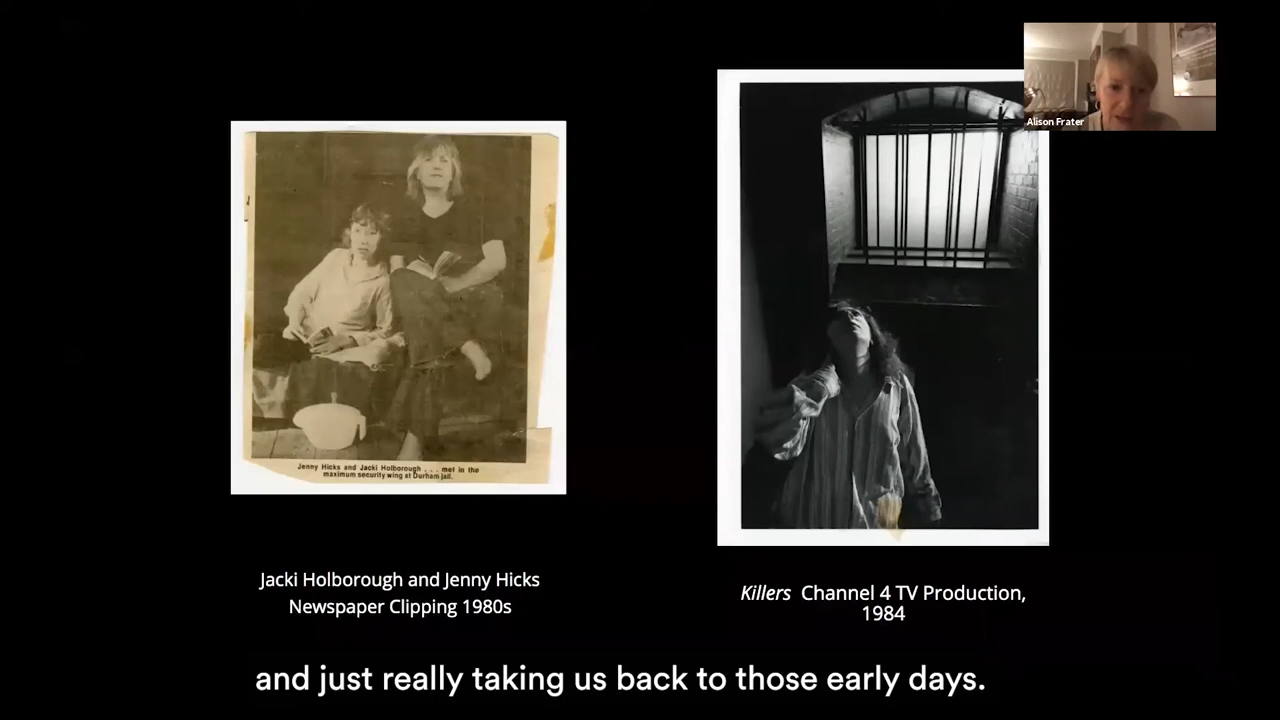 Alison Frater
Jenny Hicks and Jacki Holborough . . . met in the
maximum security wing at Durham jail.
Jacki Holborough and Jenny Hicks
Newspaper Clipping 1980s
Killers Channel 4 TV Production,
1984
and just really taking us back to those early days.